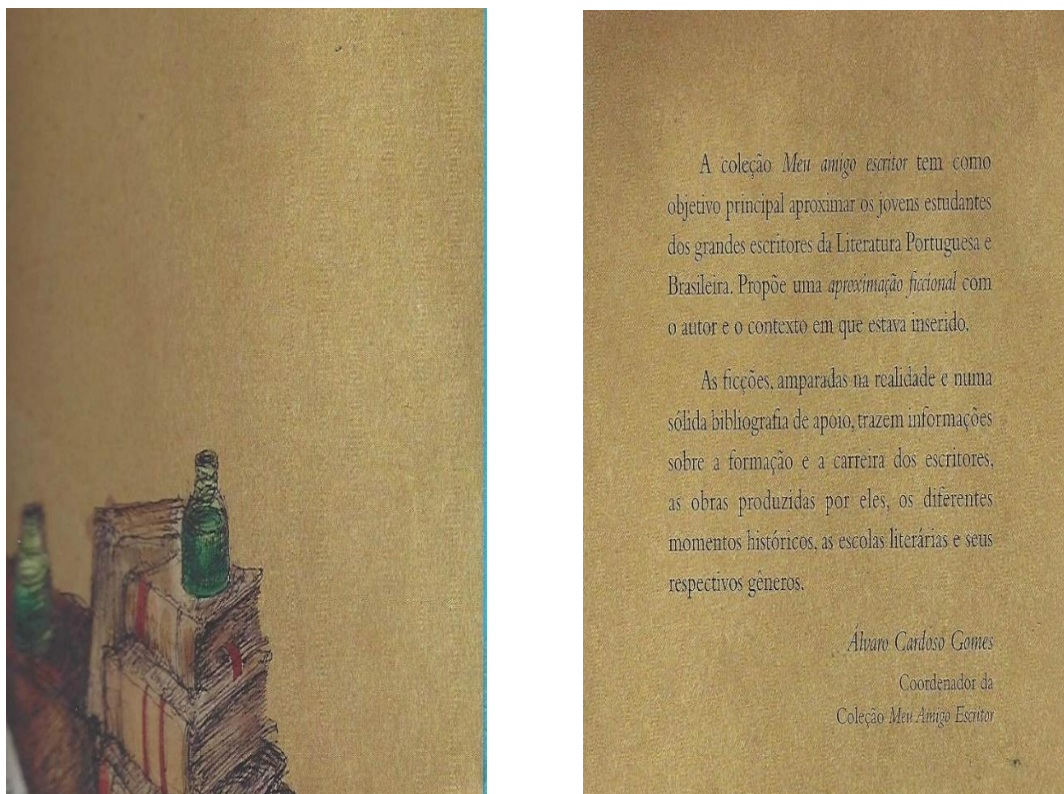 A coleção Meu amigo escritor tem como
objetivo principal aproximar os jovens estudantes
dos grandes escritores da Literatura Portuguesa e
Brasileira. Propõe uma aproximação ficcional com
o autor e o contexto em que estava inserido.
As ficções, amparadas na realidade e numa
sólida bibliografia de apoio, trazem informações
sobre a formação e a carreira dos escritores,
as obras produzidas por eles, os diferentes
momentos históricos, as escolas literárias e seus
respectivos gêneros.
Álvaro Cardoso Gomes
Coordenador da
Coleção Meu Amigo Escritor